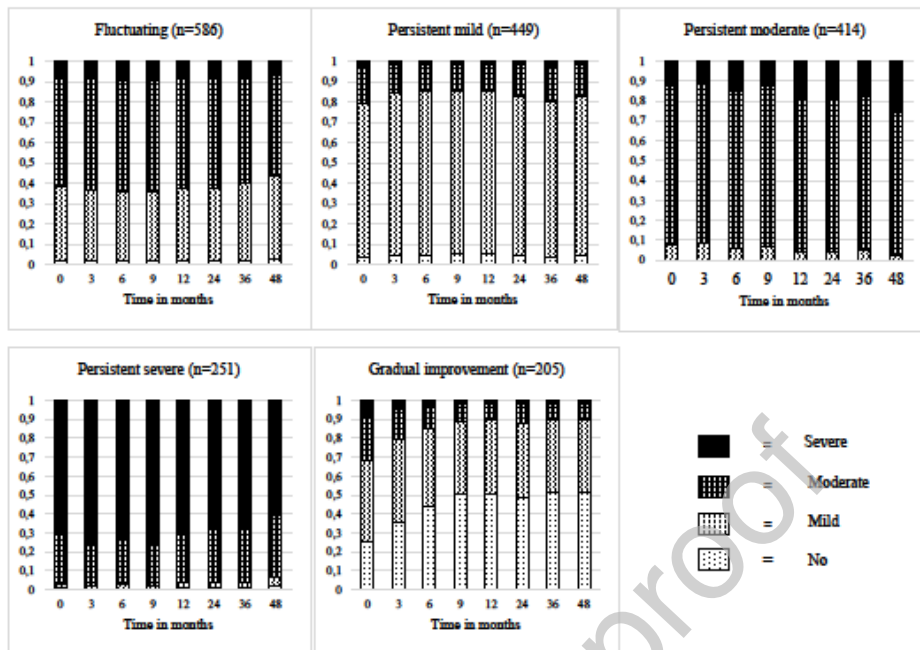 Fluctuating (n=586)
1
0,9
0,8
0,7
0,6
0,5
0,4
0,3
0,2
0,1
0
0 3 6 9 12 24 36 48
Time in months
Persistent mild (n=449)
1
0,9
0,8
0,7
0,6
0,5
0,4
0,3
0,2
0,1
0
0 3 6 9 12 24 36 48
Time in months
Persistent moderate (n=414)
1
0,9
0,8
0,7
0,6
0,5
0,4
0,3
0,2
0,1
0
0 3 6 9 12 24 36 48
Time in months
Persistent severe (n=251)
1
0,9
0,8
0,7
0,6
0,5
0,4
0,3
0,2
0,1
0
0 3 6 9 12 24 36 48
Time in months
Gradual improvement (n=205)
1
0,9
0,8
0,7
0,6
0,5
0,4
0,3
0,2
0,1
0
0 3 6 9 12 24 36 48
Time in months
= Severe
= Moderate
= Mild
= No
proof